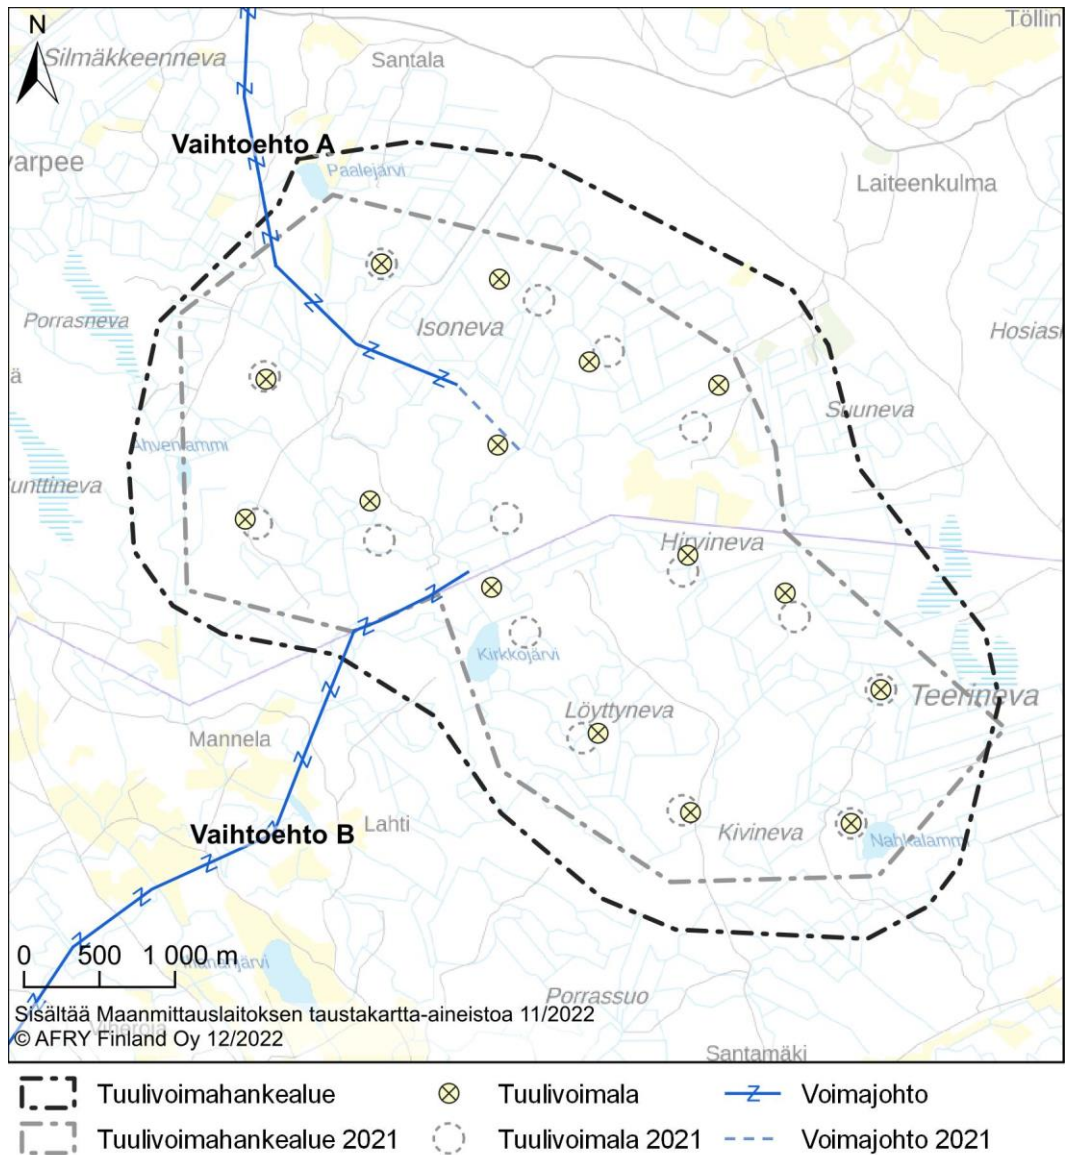 Töllin
N
Silmäkkeenneva
Santala
Vaihtoehto A
varpee
Paalejärvi
Laiteenkulma
Porrasneva
Isoneva
Hosiasn
ä
Suuneva
Ahvenlammi
unttineva
Hirvineva
Kirkkojärvi
Teerineva
Löyttyneva
Mannela
Vaihtoehto B
Lahti
Kivineva
Nahkalammi
0 500 1 000 m
Porrassuo
Sisältää Maanmittauslaitoksen taustakartta-aineistoa 11/2022
© AFRY Finland Oy 12/2022
Santamäki
Tuulivoimahankealue
Tuulivoimala
Voimajohto
Tuulivoimahankealue 2021
Tuulivoimala 2021
Voimajohto 2021